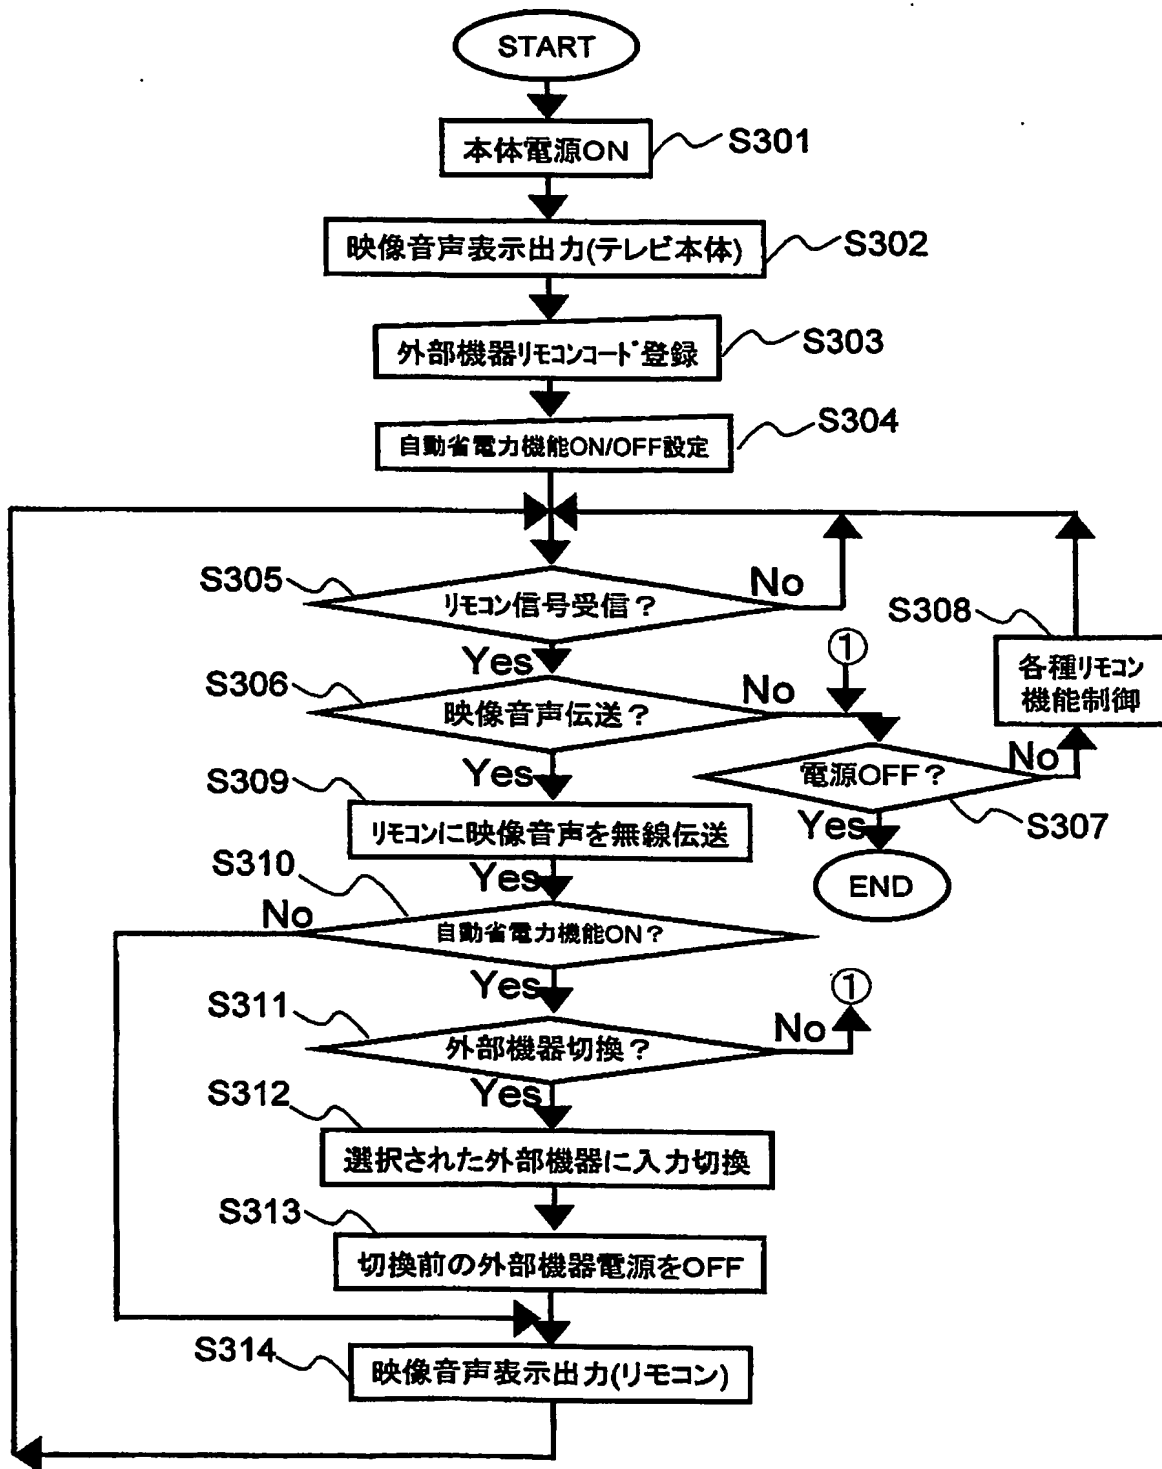 START
本体電源ON
S301
映像音声表示出力(テレビ本体)
S302
外部機器リモコンコード登録
S303
自動省電力機能ON/OFF設定
S304
S305
リモコン信号受信？
No
Yes
S306
映像音声伝送？
No
①
S308
各種リモコン
機能制御
電源OFF？
No
S307
Yes
END
Yes
S309
リモコンに映像音声を無線伝送
Yes
S310
No
自動省電力機能ON？
Yes
S311
外部機器切換？
No
①
Yes
S312
選択された外部機器に入力切換
S313
切換前の外部機器電源をOFF
S314
映像音声表示出力(リモコン)